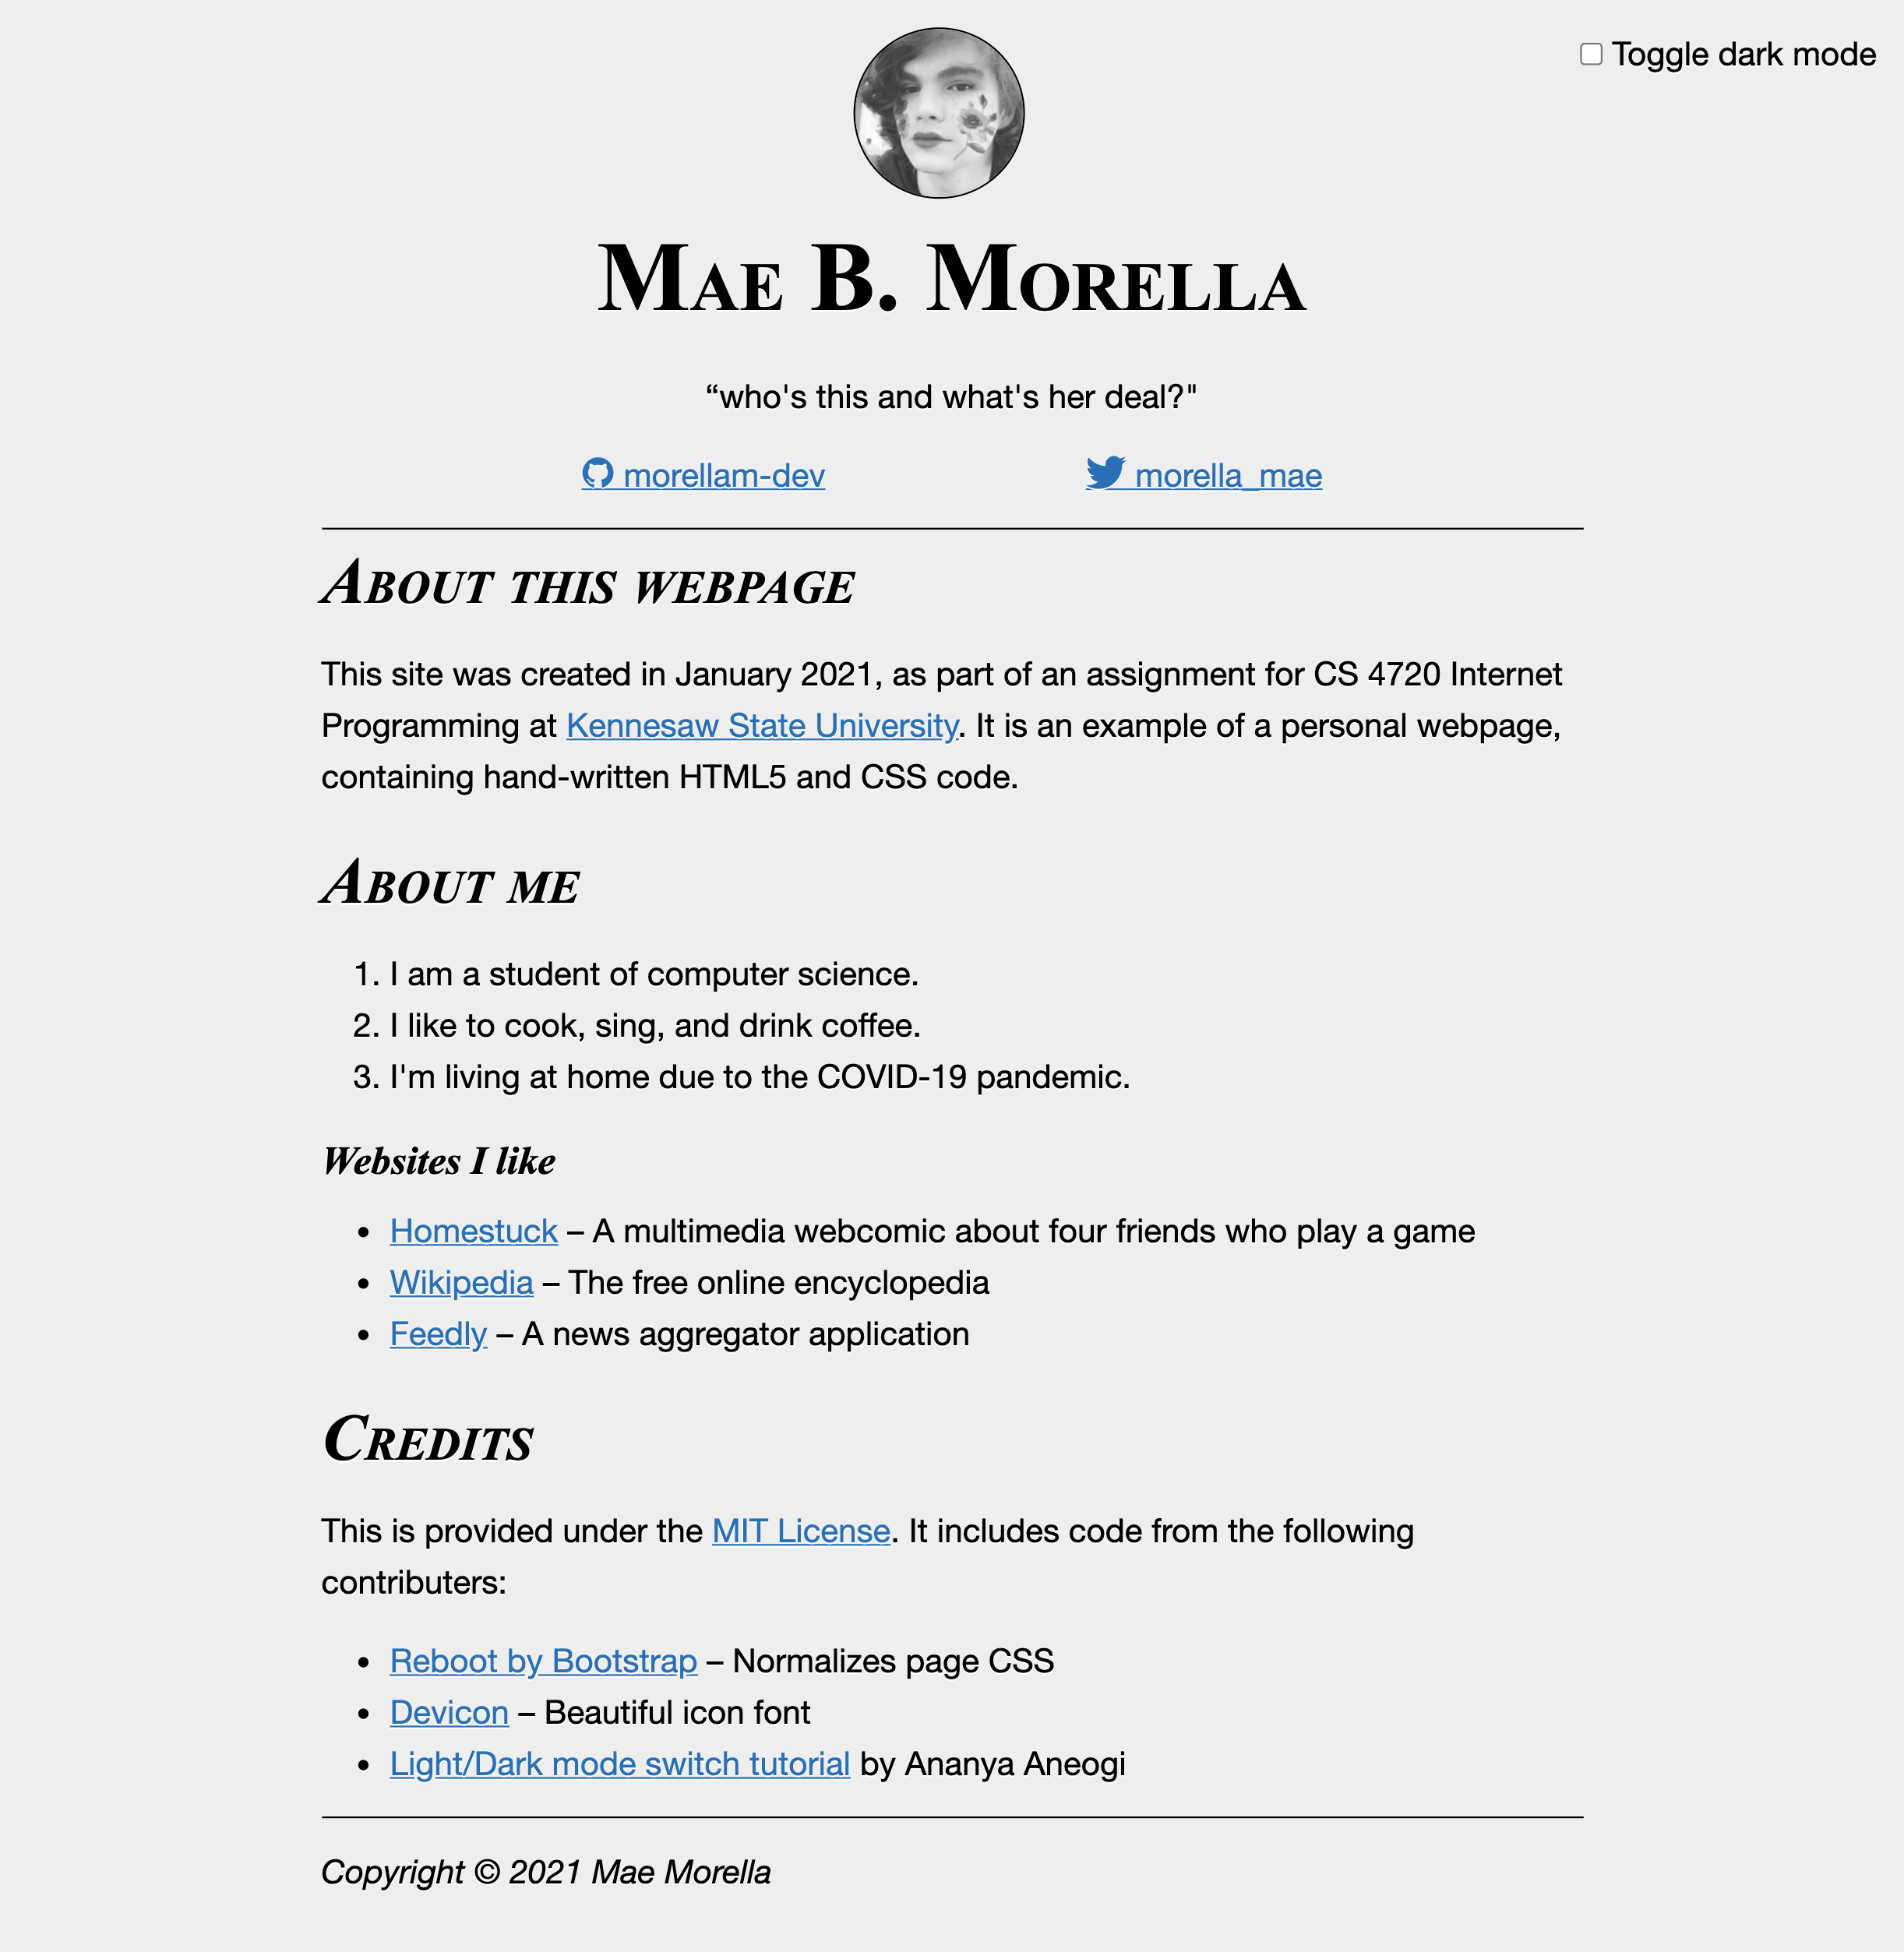 Toggle dark mode
Mae B. Morella
“who's this and what's her deal?"
morellam-dev morella_mae
About this webpage
This site was created in January 2021, as part of an assignment for CS 4720 Internet
Programming at Kennesaw State University. It is an example of a personal webpage,
containing hand-written HTML5 and CSS code.
About me
1. I am a student of computer science.
2. I like to cook, sing, and drink coffee.
3. I'm living at home due to the COVID-19 pandemic.
Websites I like
• Homestuck – A multimedia webcomic about four friends who play a game
• Wikipedia – The free online encyclopedia
• Feedly – A news aggregator application
Credits
This is provided under the MIT License. It includes code from the following
contributers:
• Reboot by Bootstrap – Normalizes page CSS
• Devicon – Beautiful icon font
• Light/Dark mode switch tutorial by Ananya Aneogi
Copyright © 2021 Mae Morella